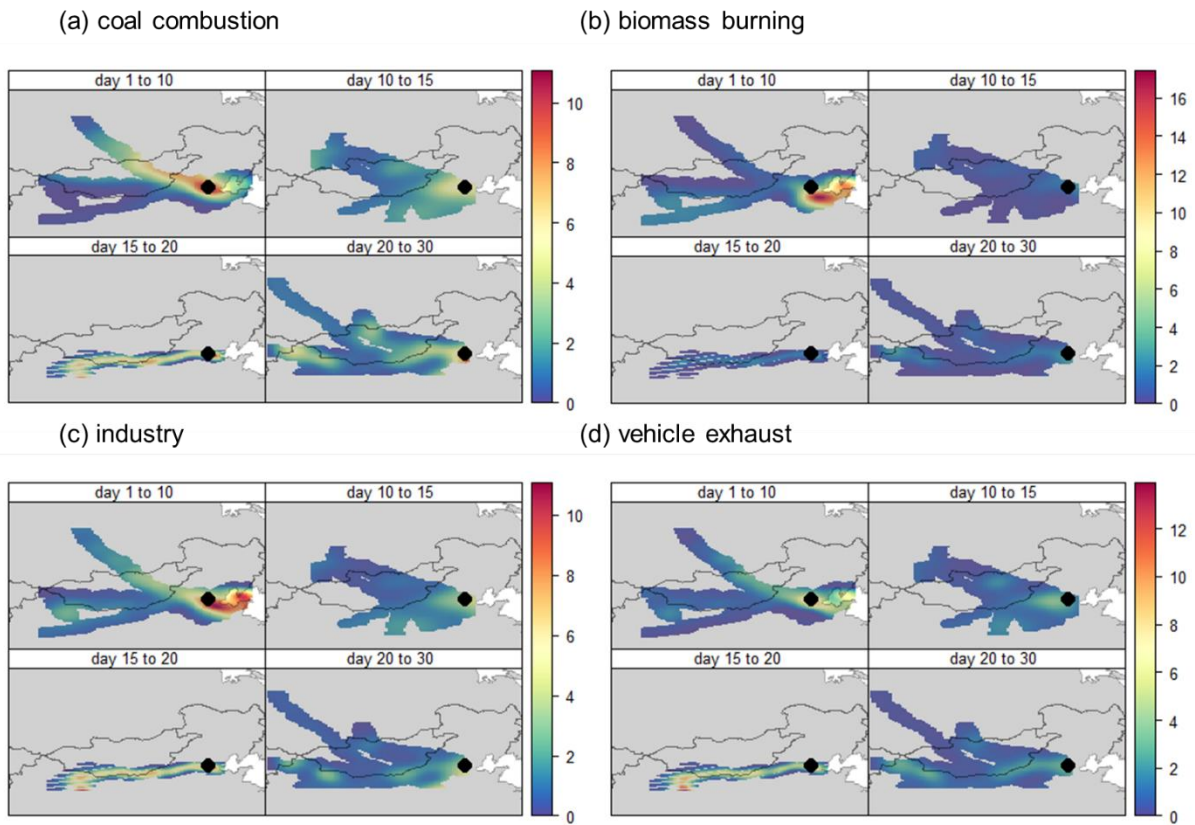 (a) coal combustion
(b) biomass burning
day 1 to 10
day 10 to 15
10
8
6
4
2
0
day 15 to 20
day 20 to 30
day 1 to 10
day 10 to 15
16
14
12
10
8
6
4
2
0
day 15 to 20
day 20 to 30
(c) industry
(d) vehicle exhaust
day 1 to 10
day 10 to 15
10
8
6
4
2
0
day 15 to 20
day 20 to 30
day 1 to 10
day 10 to 15
12
10
8
6
4
2
0
day 15 to 20
day 20 to 30